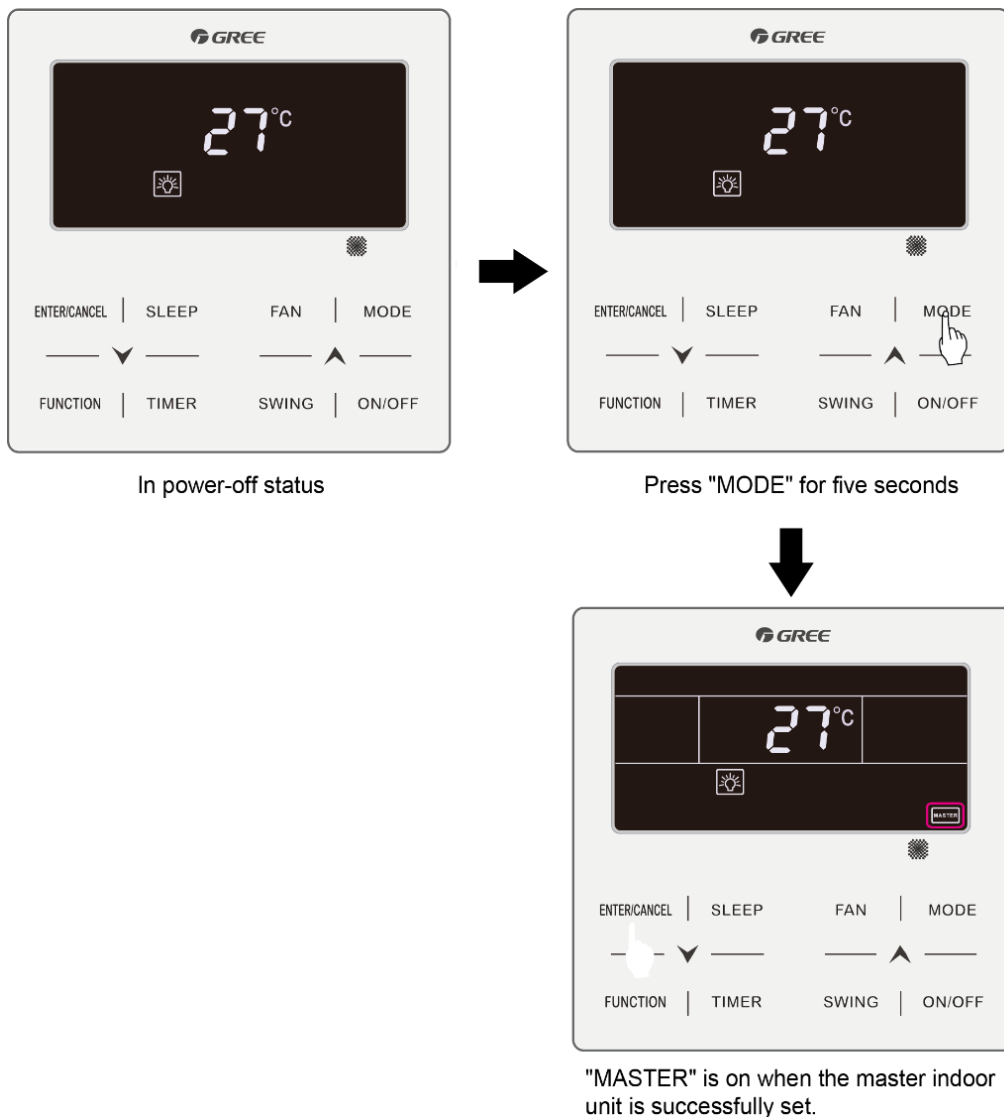 GREE
27°C
ENTER/CANCEL SLEEP FAN MODE
FUNCTION TIMER SWING ON/OFF
In power-off status
GREE
27°C
ENTER/CANCEL SLEEP FAN MODE
FUNCTION TIMER SWING ON/OFF
Press "MODE" for five seconds
GREE
27°C
MASTER
ENTER/CANCEL SLEEP FAN MODE
FUNCTION TIMER SWING ON/OFF
"MASTER" is on when the master indoor
unit is successfully set.